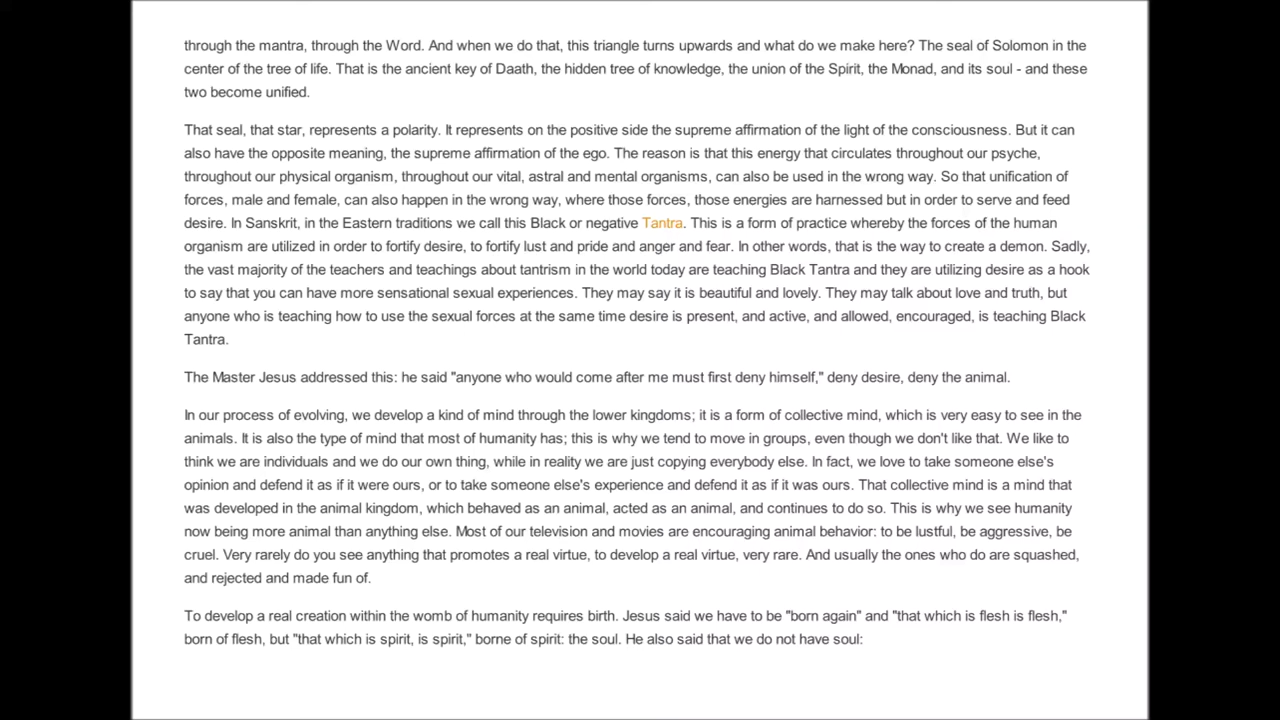 through the mantra, through the Word. And when we do that, this triangle turns upwards and what do we make here? The seal of Solomon in the
center of the tree of life. That is the ancient key of Daath, the hidden tree of knowledge, the union of the Spirit, the Monad, and its soul - and these
two become unified.
That seal, that star, represents a polarity. It represents on the positive side the supreme affirmation of the light of the consciousness. But it can
also have the opposite meaning, the supreme affirmation of the ego. The reason is that this energy that circulates throughout our psyche,
throughout our physical organism, throughout our vital, astral and mental organisms, can also be used in the wrong way. So that unification of
forces, male and female, can also happen in the wrong way, where those forces, those energies are harnessed but in order to serve and feed
desire. In Sanskrit, in the Eastern traditions we call this Black or negative Tantra. This is a form of practice whereby the forces of the human
organism are utilized in order to fortify desire, to fortify lust and pride and anger and fear. In other words, that is the way to create a demon. Sadly,
the vast majority of the teachers and teachings about tantrism in the world today are teaching Black Tantra and they are utilizing desire as a hook
to say that you can have more sensational sexual experiences. They may say it is beautiful and lovely. They may talk about love and truth, but
anyone who is teaching how to use the sexual forces at the same time desire is present, and active, and allowed, encouraged, is teaching Black
Tantra.
The Master Jesus addressed this: he said "anyone who would come after me must first deny himself," deny desire, deny the animal.
In our process of evolving, we develop a kind of mind through the lower kingdoms; it is a form of collective mind, which is very easy to see in the
animals. It is also the type of mind that most of humanity has; this is why we tend to move in groups, even though we don't like that. We like to
think we are individuals and we do our own thing, while in reality we are just copying everybody else. In fact, we love to take someone else's
opinion and defend it as if it were ours, or to take someone else's experience and defend it as if it was ours. That collective mind is a mind that
was developed in the animal kingdom, which behaved as an animal, acted as an animal, and continues to do so. This is why we see humanity
now being more animal than anything else. Most of our television and movies are encouraging animal behavior: to be lustful, be aggressive, be
cruel. Very rarely do you see anything that promotes a real virtue, to develop a real virtue, very rare. And usually the ones who do are squashed,
and rejected and made fun of.
To develop a real creation within the womb of humanity requires birth. Jesus said we have to be "born again" and "that which is flesh is flesh,"
born of flesh, but "that which is spirit, is spirit," borne of spirit: the soul. He also said that we do not have soul: